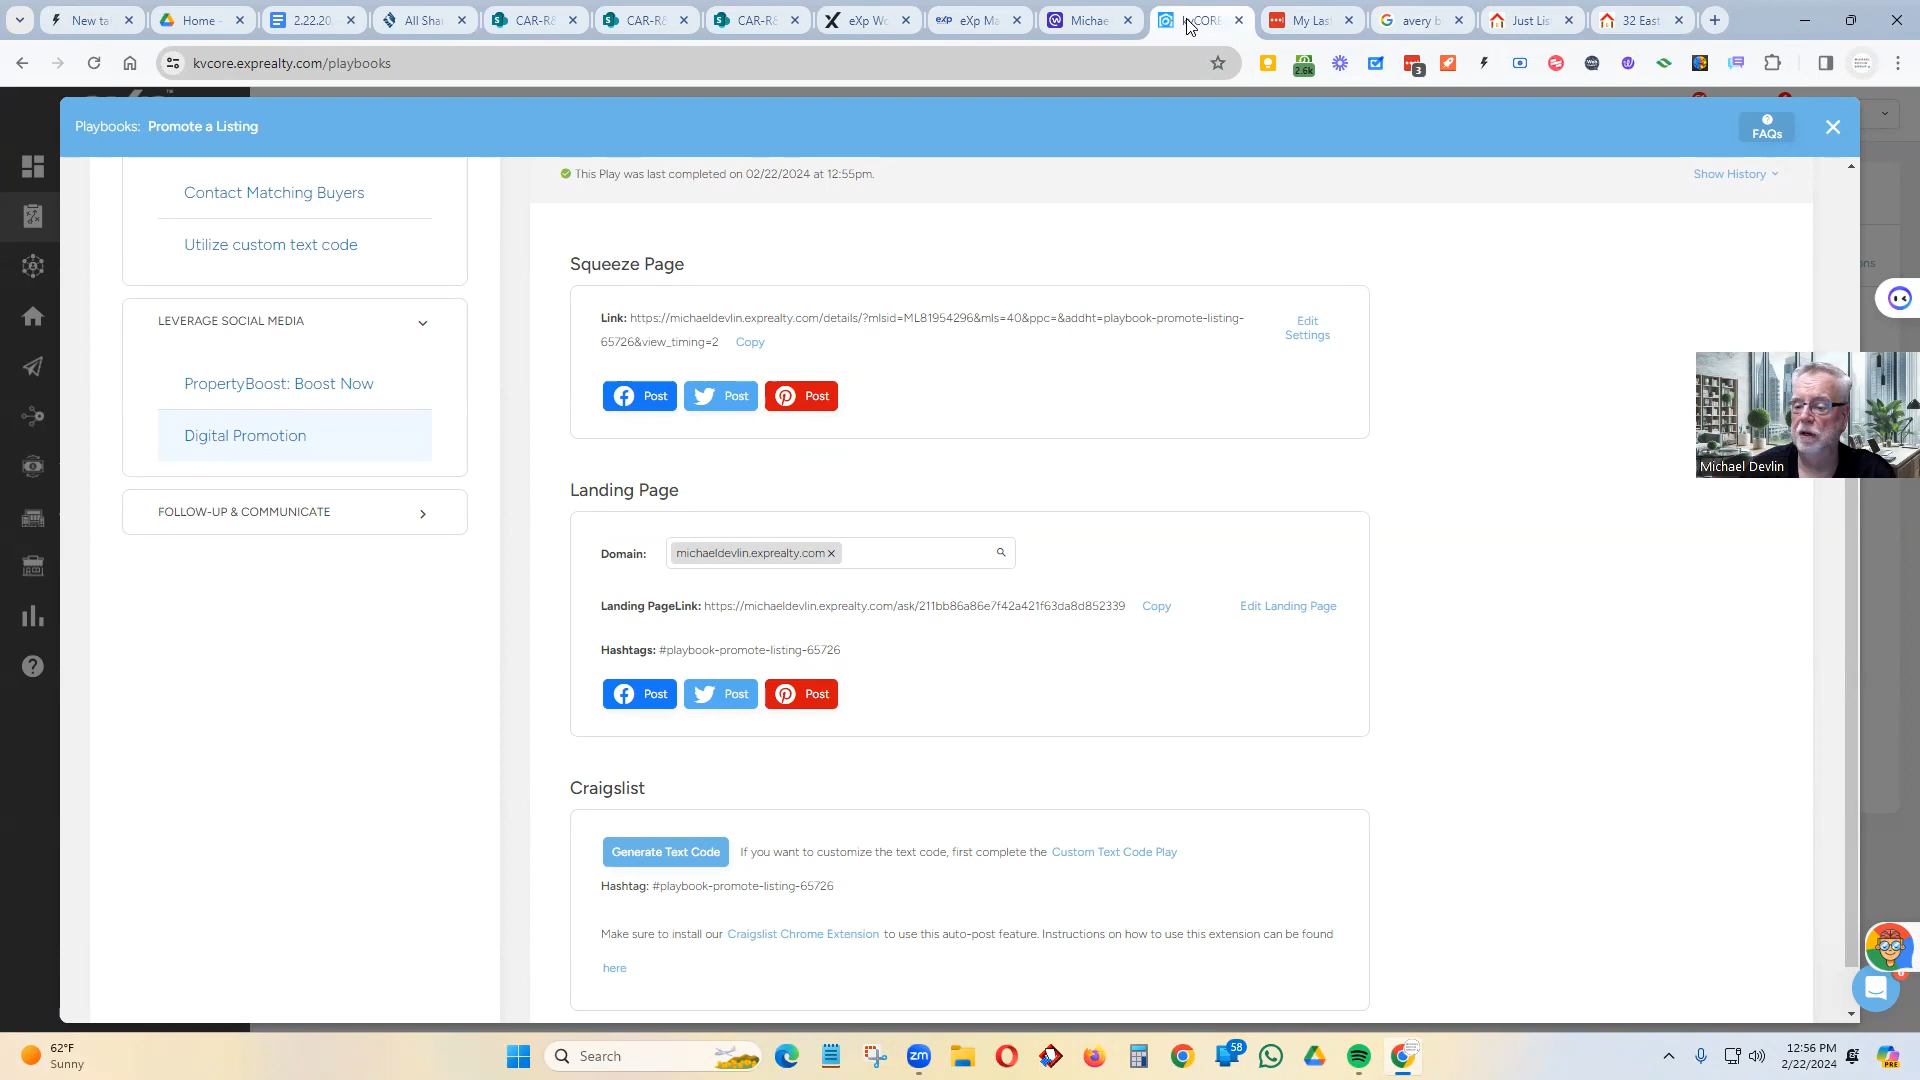 New ta
Home -
2.22.20
All Sha
CAR-R8
CAR-R8
CAR-R8
eXp We
eXp Ma
Michae
kvCORE
My Las
avery b
Just Lis
32 East
kvcore.exprealty.com/playbooks
2.6k
3
Playbooks: Promote a Listing
FAQs
Contact Matching Buyers
Utilize custom text code
LEVERAGE SOCIAL MEDIA
PropertyBoost: Boost Now
Digital Promotion
FOLLOW-UP & COMMUNICATE
This Play was last completed on 02/22/2024 at 12:55pm.
Show History
Squeeze Page
Link: https://michaeldevlin.exprealty.com/details/?mlsid=ML81954296&mls=40&ppc=&addht=playbook-promote-listing-
65726&view_timing=2 Copy
Edit
Settings
Post Post Post
Landing Page
Domain: michaeldevlin.exprealty.com
Landing PageLink: https://michaeldevlin.exprealty.com/ask/211bb86a86e7f42a421f63da8d852339 Copy Edit Landing Page
Hashtags: #playbook-promote-listing-65726
Post Post Post
Craigslist
Generate Text Code If you want to customize the text code, first complete the Custom Text Code Play
Hashtag: #playbook-promote-listing-65726
Make sure to install our Craigslist Chrome Extension to use this auto-post feature. Instructions on how to use this extension can be found
here
Michael Devlin
62°F
Sunny
Search
zm
58
12:56 PM
2/22/2024
PRE